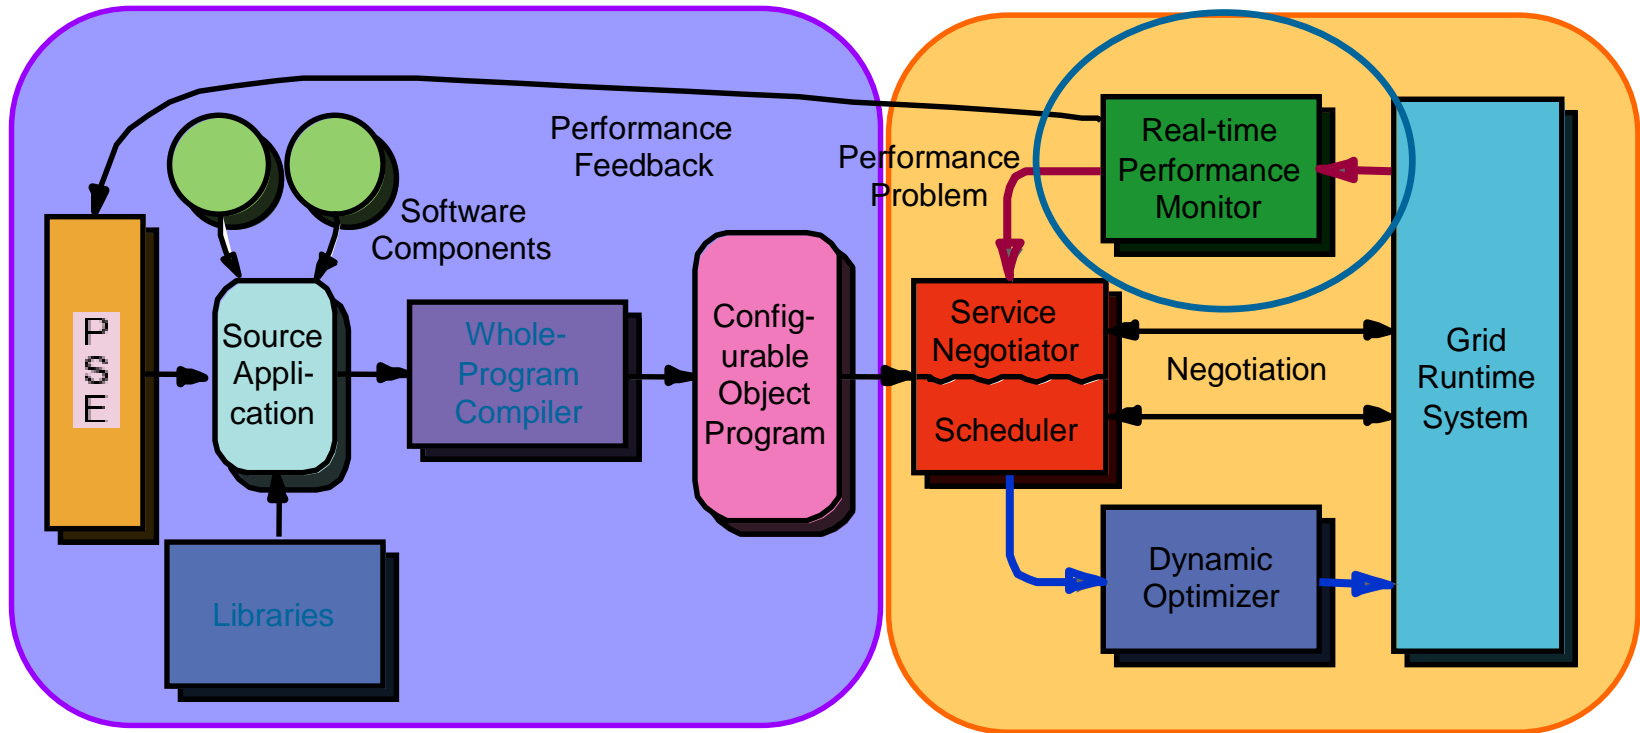 Performance
Feedback
Software
Components
P
S
E
Source
Appli-
cation
Libraries
Whole-
Program
Compiler
Config-
urable
Object
Program
Performance
Problem
Real-time
Performance
Monitor
Service
Negotiator
Scheduler
Negotiation
Dynamic
Optimizer
Grid
Runtime
System